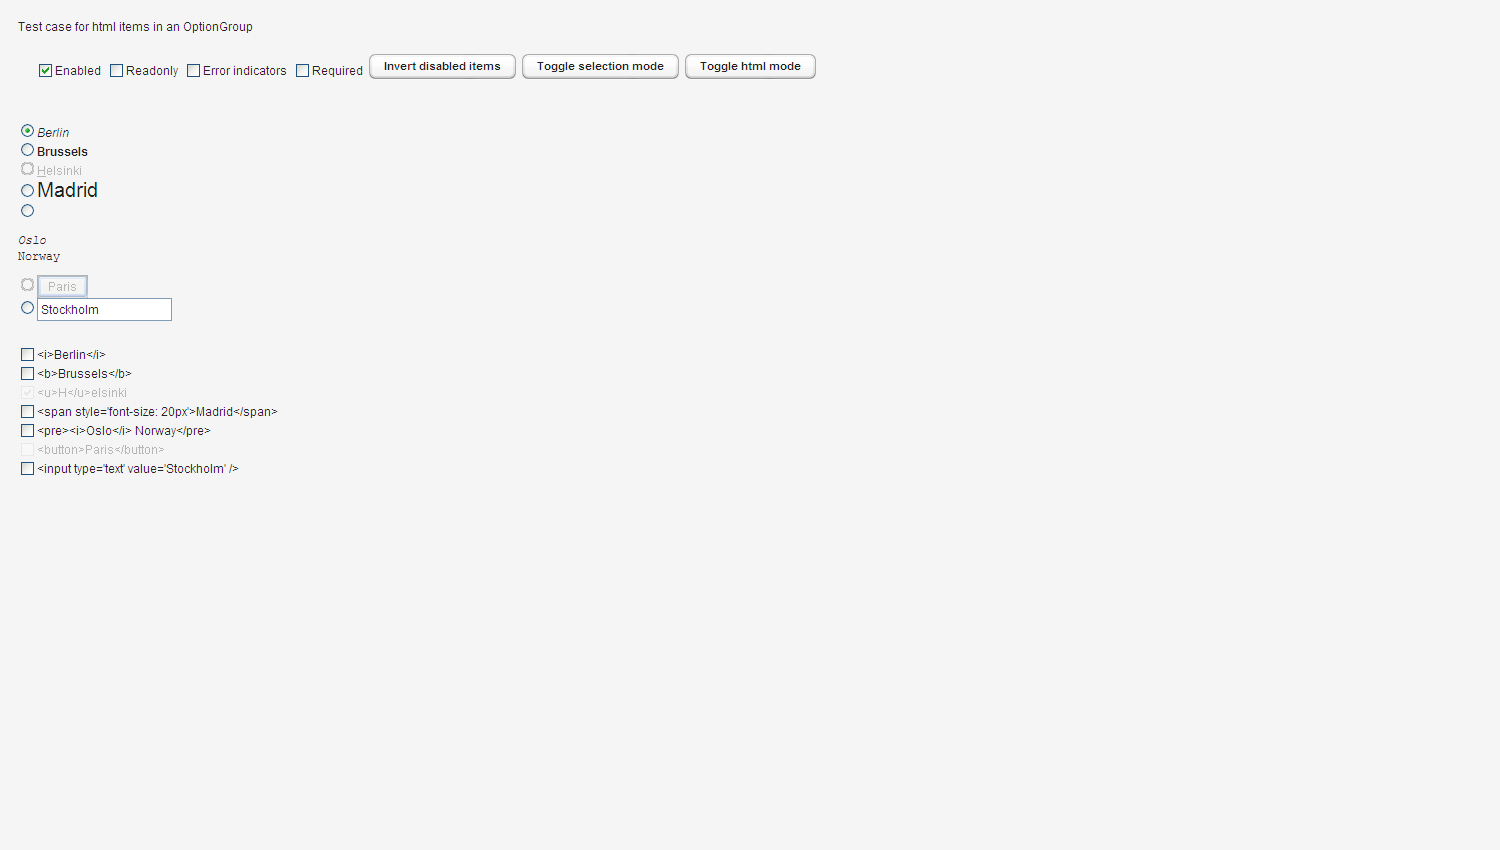 Test case for html items in an OptionGroup
Enabled Readonly Error indicators Required Invert disabled items Toggle selection mode Toggle html mode
Berlin
Brussels
Helsinki
Madrid
Oslo
Norway
Paris
Stockholm
<i>Berlin</i>
<b>Brussels</b>
<u>H</u>elsinki
<span style='font-size: 20px'>Madrid</span>
<pre><i>Oslo</i> Norway</pre>
<button>Paris</button>
<input type='text' value='Stockholm' />